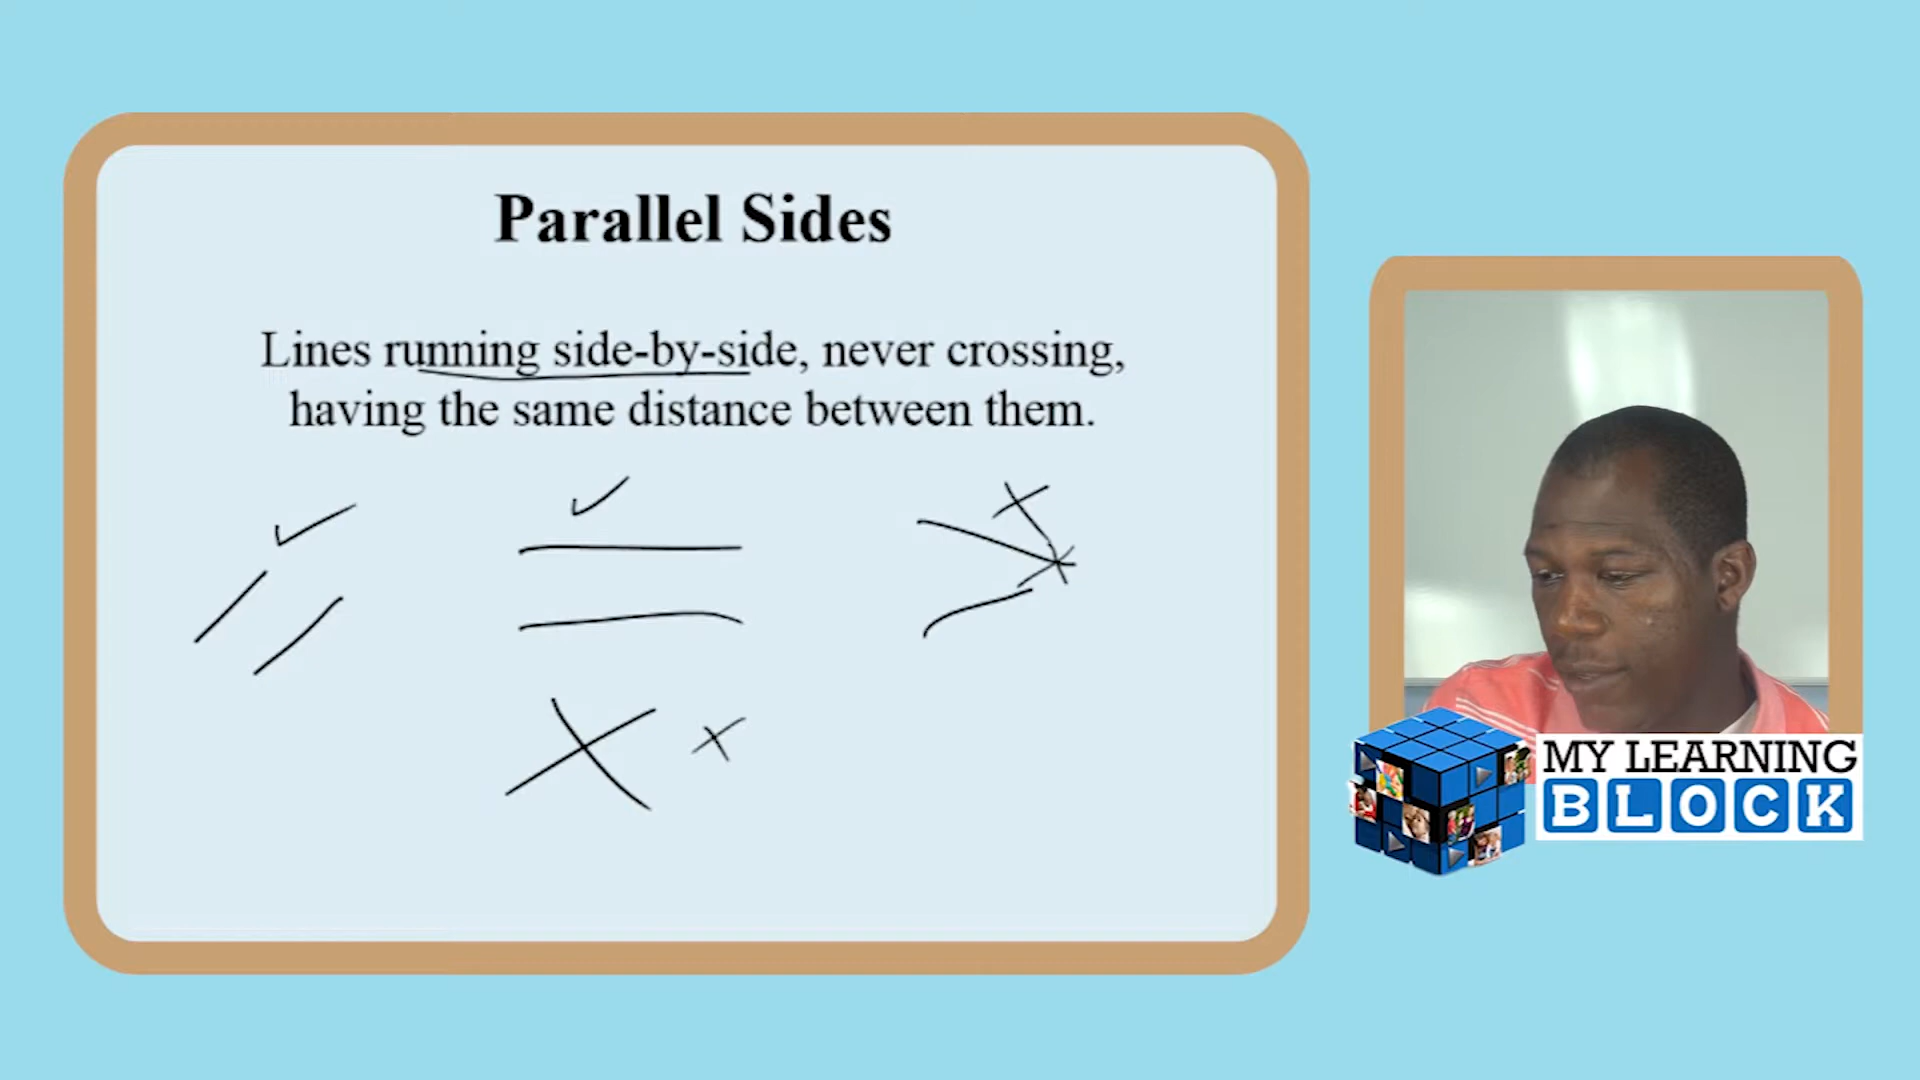 Parallel Sides
Lines running side-by-side, never crossing,
having the same distance between them.
MY LEARNING
BLOCK